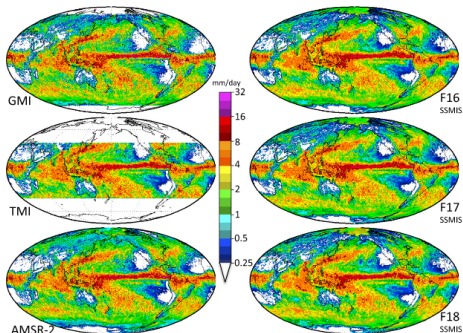 GMI
TMI
AMSR-2
mm/day
32
16
8
4
2
1
0.5
0.25
F16
SSMIS
F17
SSMIS
F18
SSMIS